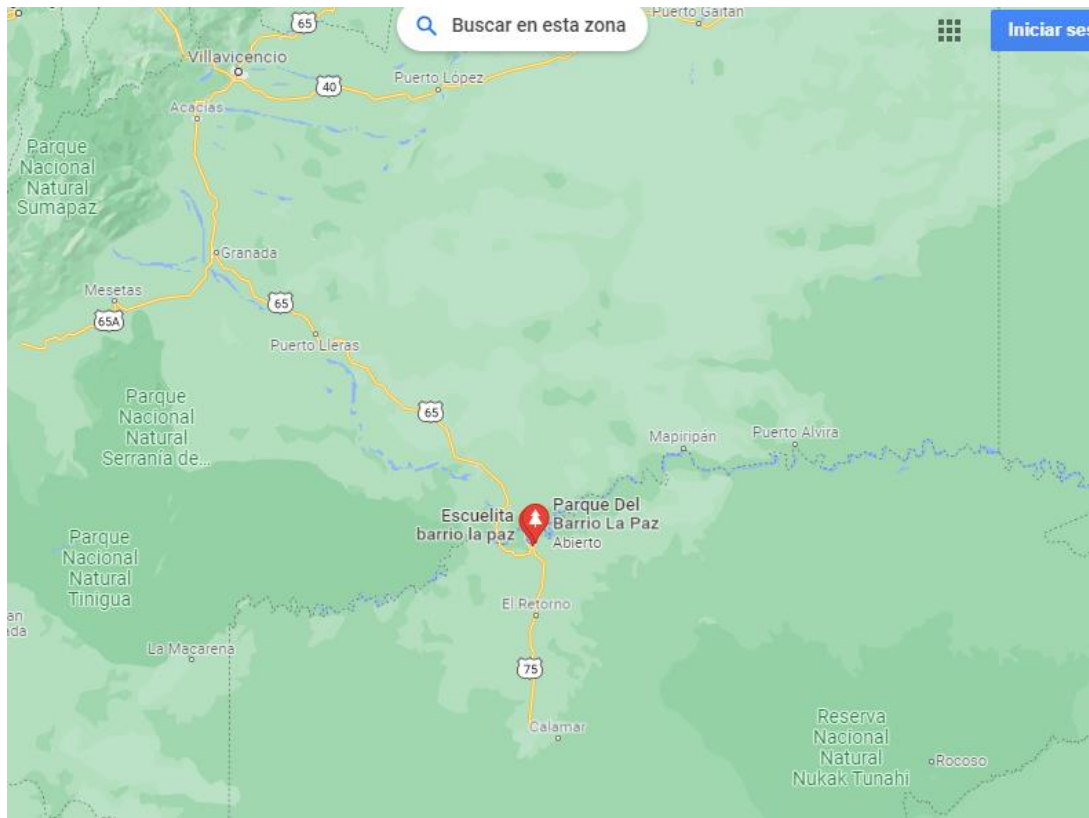 65
Buscar en esta zona
Puerto Gaitán
Iniciar ses
Villavicencio
Puerto López
40
Acacías
Parque
Nacional
Natural
Sumapaz
Granada
Mesetas
65
65A
Puerto Lleras
Parque
Nacional
Natural
Serranía de...
65
Mapiripán
Puerto Alvira
Escuelita
barrio la paz
Parque Del
Barrio La Paz
Abierto
Parque
Nacional
Natural
Tinigua
El Retorno
an
ada
La Macarena
75
Calamar
Reserva
Nacional
Natural
Nukak Tunahi
Rocoso